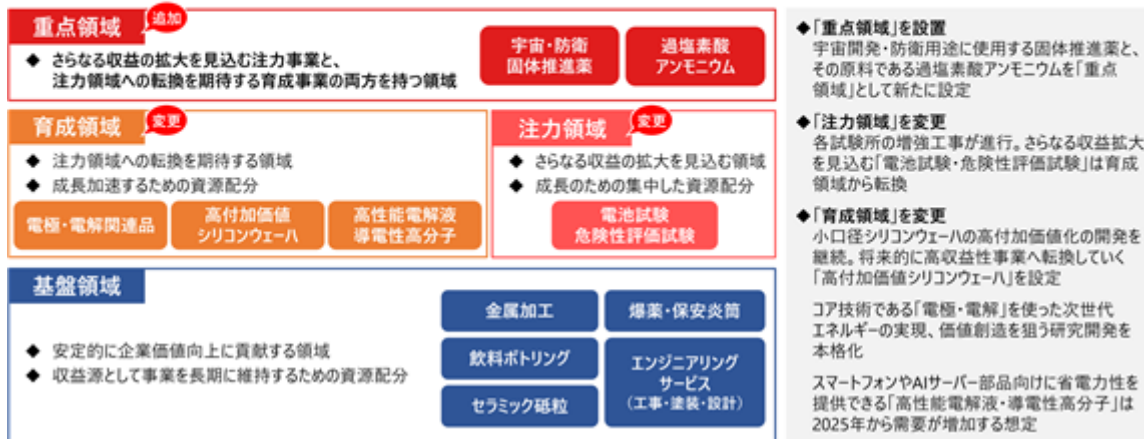 重点領域
追加
◆ さらなる収益の拡大を見込む注力事業と、
注力領域への転換を期待する育成事業の両方を持つ領域
宇宙・防衛
固体推進薬
過塩素酸
アンモニウム
育成領域
変更
◆ 注力領域への転換を期待する領域
◆ 成長加速するための資源配分
電極・電解関連品
高付加価値
シリコンウェーハ
高性能電解液
導電性高分子
注力領域
変更
◆ さらなる収益の拡大を見込む領域
◆ 成長のための集中した資源配分
電池試験
危険性評価試験
基盤領域
◆ 安定的に企業価値向上に貢献する領域
◆ 収益源として事業を長期に維持するための資源配分
金属加工
爆薬・保安炎筒
飲料ボトリング
エンジニアリング
サービス
(工事・塗装・設計)
セラミック砥粒
◆「重点領域」を設置
宇宙開発・防衛用途に使用する固体推進薬と、
その原料である過塩素酸アンモニウムを「重点
領域」として新たに設定
◆「注力領域」を変更
各試験所の増強工事が進行。さらなる収益拡大
を見込む「電池試験・危険性評価試験」は育成
領域から転換
◆「育成領域」を変更
小口径シリコンウェーハの高付加価値化の開発を
継続。将来的に高収益性事業へ転換していく
「高付加価値シリコンウェーハ」を設定
コア技術である「電極・電解」を使った次世代
エネルギーの実現、価値創造を狙う研究開発を
本格化
スマートフォンやAIサーバー部品向けに省電力性を
提供できる「高性能電解液・導電性高分子」は
2025年から需要が増加する想定